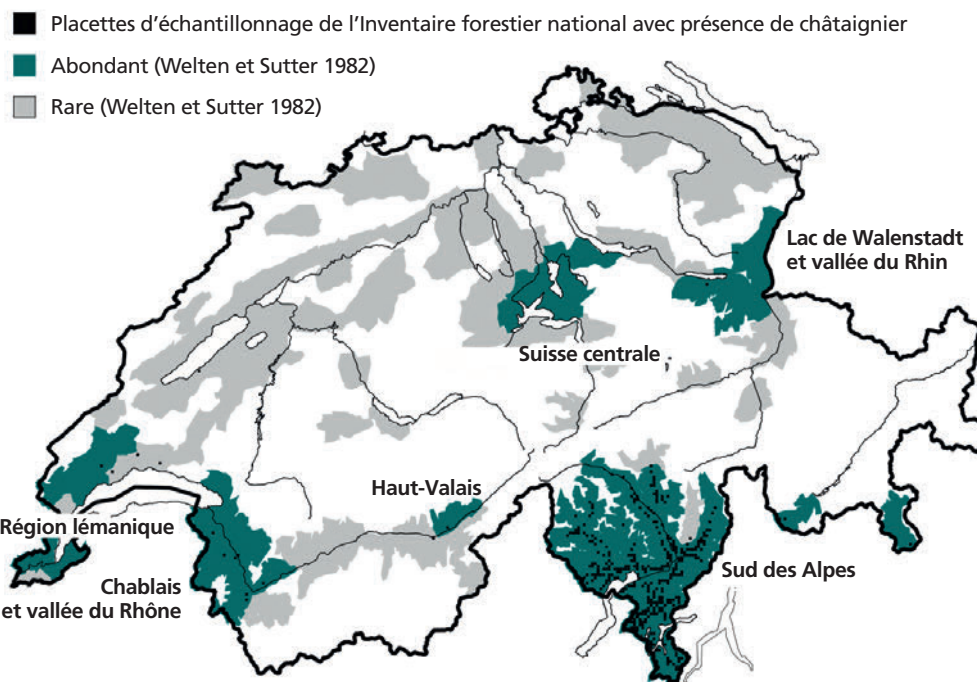 Placettes d’échantillonnage de l’Inventaire forestier national avec présence de châtaignier
Abondant (Welten et Sutter 1982)
Rare (Welten et Sutter 1982)
Lac de Walenstadt
et vallée du Rhin
Suisse centrale
Haut-Valais
Région lémanique
Chablais
et vallée du Rhône
Sud des Alpes